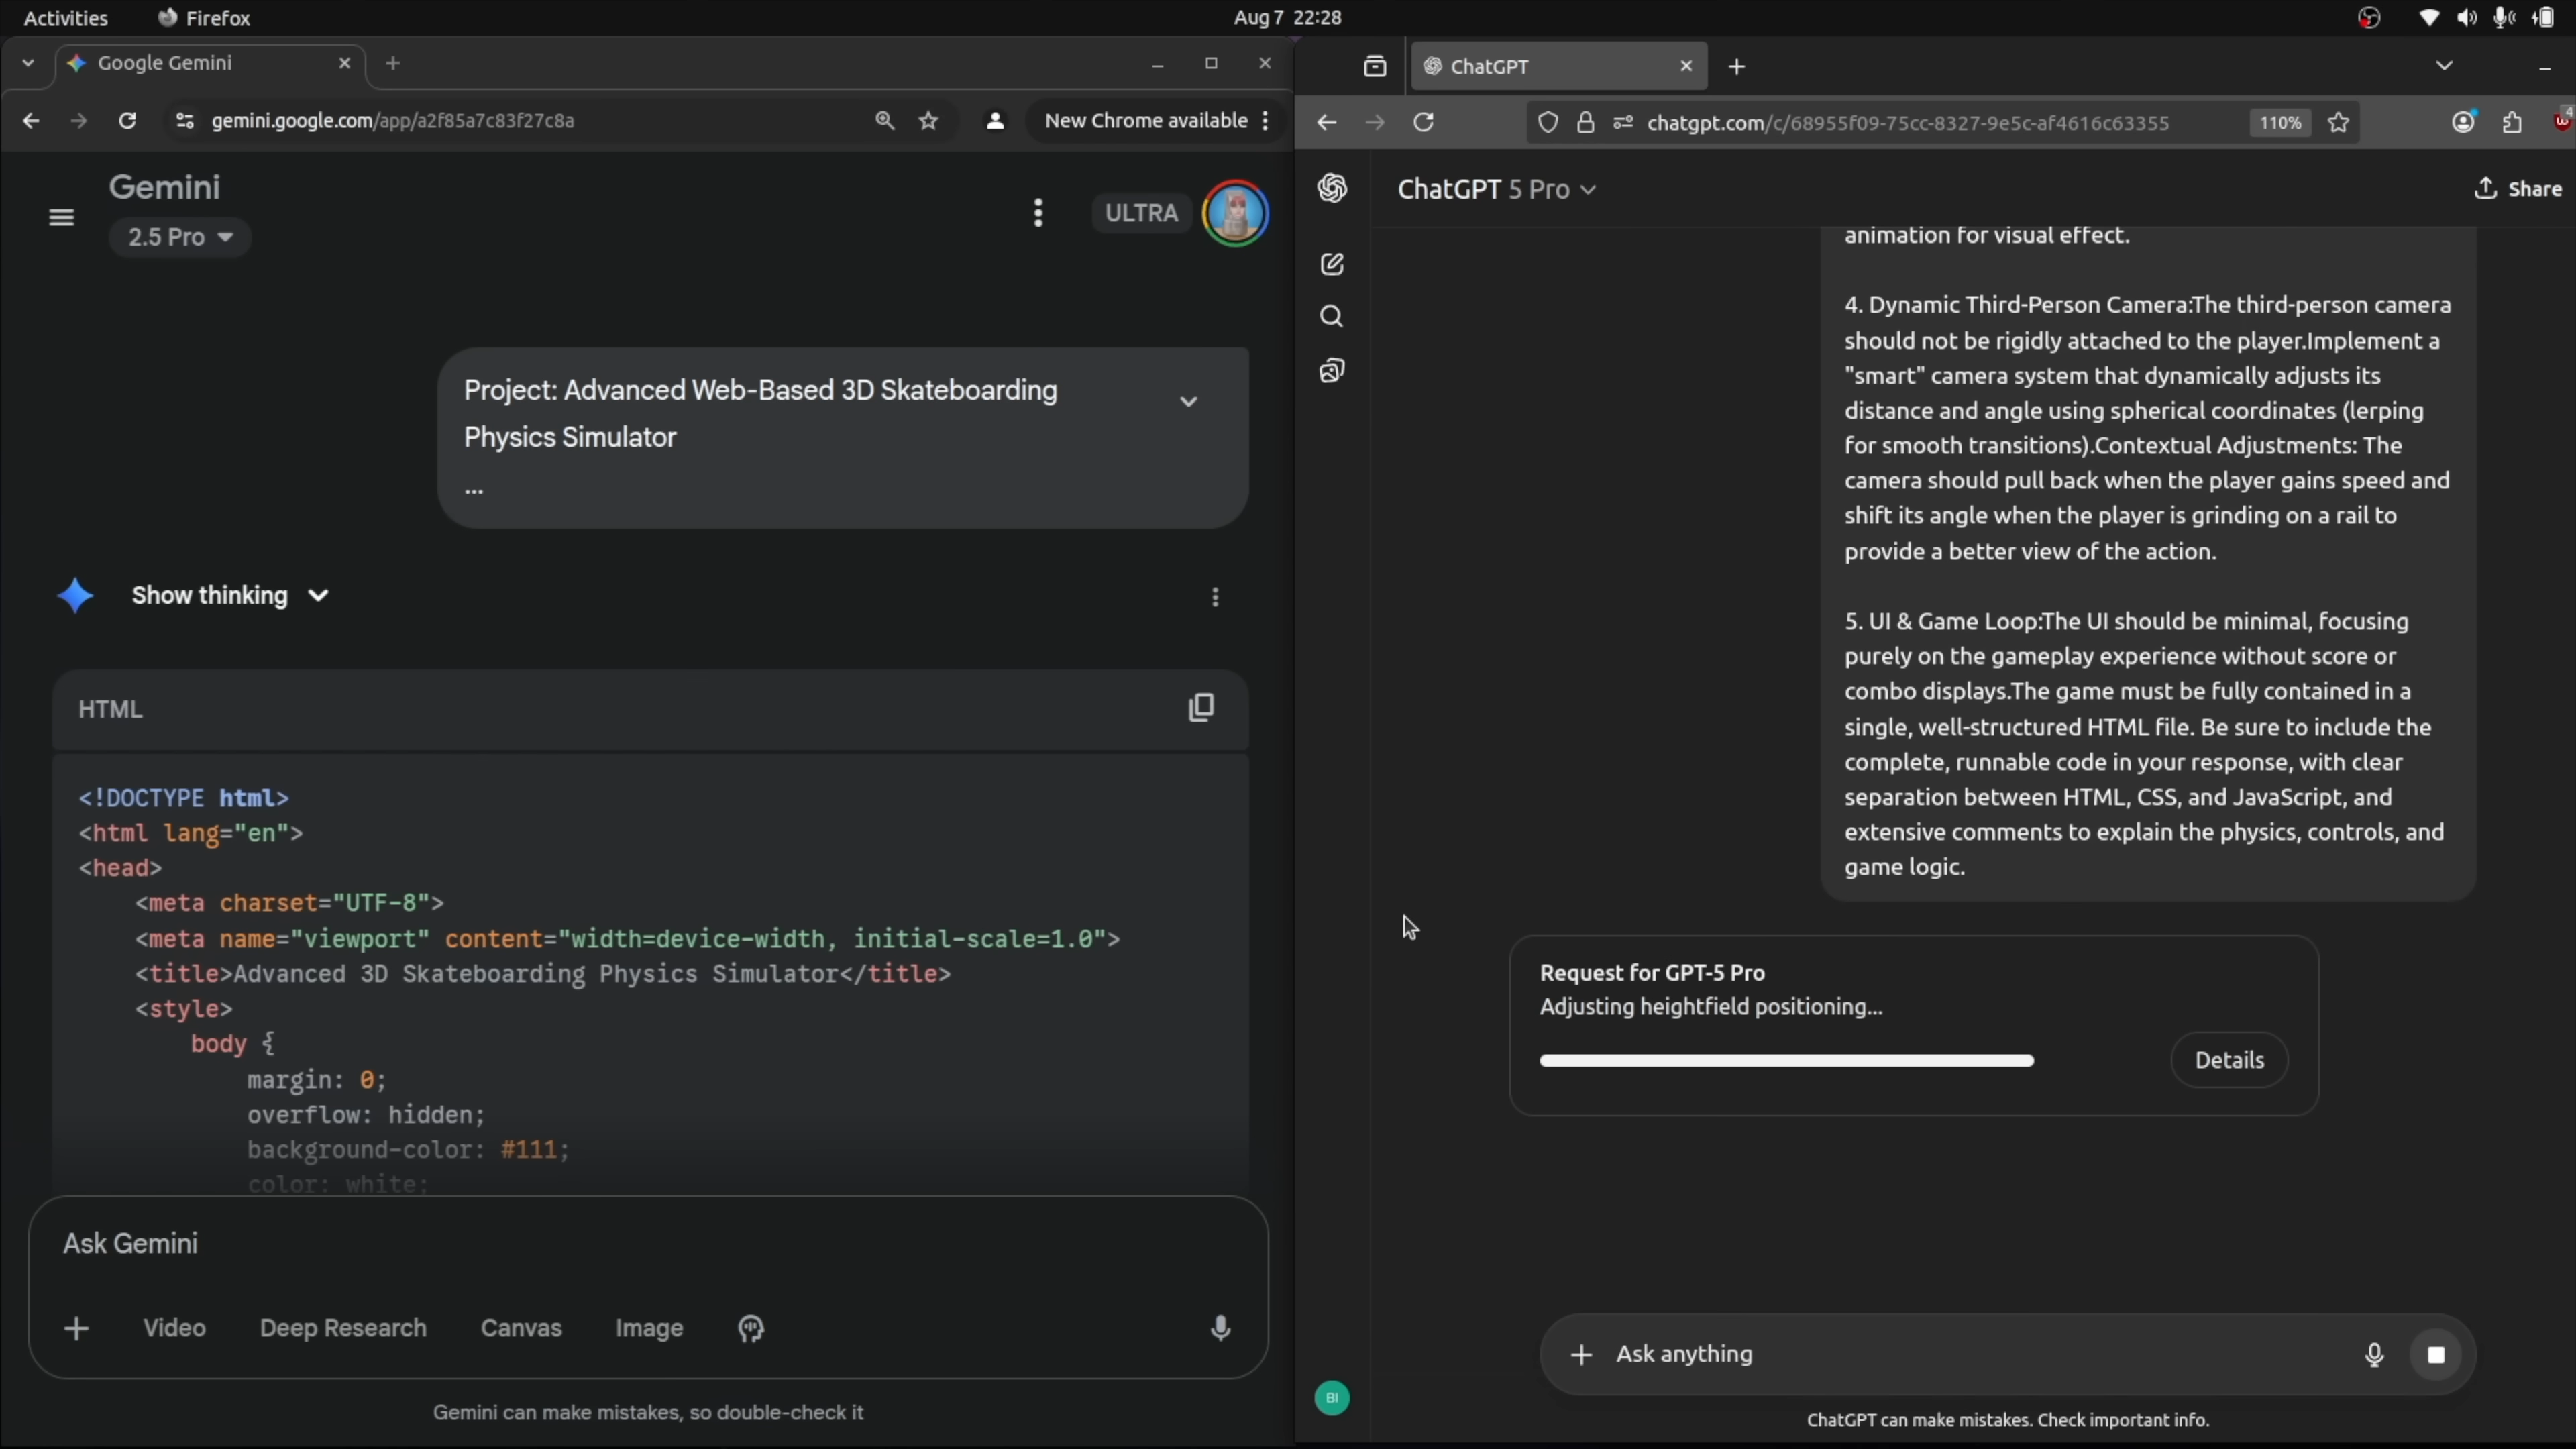 Activities
Firefox
Aug 7 22:28
Google Gemini
gemini.google.com/app/a2f85a7c83f27c8a
New Chrome available
Gemini
2.5 Pro
ULTRA
Project: Advanced Web-Based 3D Skateboarding
Physics Simulator
...
Show thinking
HTML
<!DOCTYPE html>
<html lang="en">
<head>
<meta charset="UTF-8">
<meta name="viewport" content="width=device-width, initial-scale=1.0">
<title>Advanced 3D Skateboarding Physics Simulator</title>
<style>
body {
margin: 0;
overflow: hidden;
background-color: #111;
color: white;
Ask Gemini
Video
Deep Research
Canvas
Image
Gemini can make mistakes, so double-check it
ChatGPT
chatgpt.com/c/68955f09-75cc-8327-9e5c-af4616c63355
110%
4
ChatGPT 5 Pro
Share
animation for visual effect.
4. Dynamic Third-Person Camera:The third-person camera
should not be rigidly attached to the player.Implement a
"smart" camera system that dynamically adjusts its
distance and angle using spherical coordinates (lerping
for smooth transitions).Contextual Adjustments: The
camera should pull back when the player gains speed and
shift its angle when the player is grinding on a rail to
provide a better view of the action.
5. UI & Game Loop:The UI should be minimal, focusing
purely on the gameplay experience without score or
combo displays.The game must be fully contained in a
single, well-structured HTML file. Be sure to include the
complete, runnable code in your response, with clear
separation between HTML, CSS, and JavaScript, and
extensive comments to explain the physics, controls, and
game logic.
Request for GPT-5 Pro
Adjusting heightfield positioning...
Details
Ask anything
BI
ChatGPT can make mistakes. Check important info.